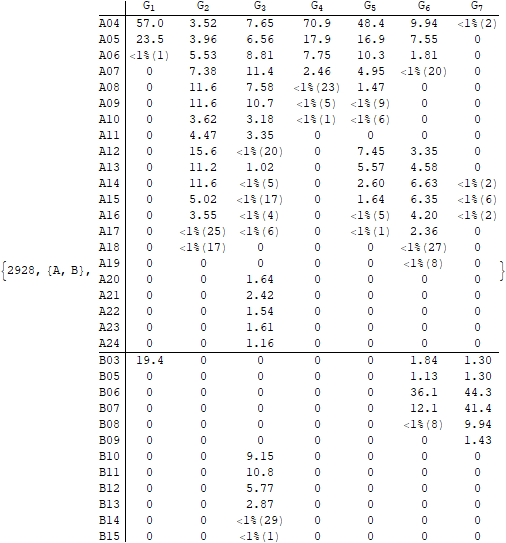 G1 G2 G3 G4 G5 G6 G7
A04 57.0 3.52 7.65 70.9 48.4 9.94 <1%(2)
A05 23.5 3.96 6.56 17.9 16.9 7.55 0
A06 <1%(1) 5.53 8.81 7.75 10.3 1.81 0
A07 0 7.38 11.4 2.46 4.95 <1%(20) 0
A08 0 11.6 7.58 <1%(23) 1.47 0 0
A09 0 11.6 10.7 <1%(5) <1%(9) 0 0
A10 0 3.62 3.18 <1%(1) <1%(6) 0 0
A11 0 4.47 3.35 0 0 0 0
A12 0 15.6 <1%(20) 0 7.45 3.35 0
A13 0 11.2 1.02 0 5.57 4.58 0
A14 0 11.6 <1%(5) 0 2.60 6.63 <1%(2)
A15 0 5.02 <1%(17) 0 1.64 6.35 <1%(6)
A16 0 3.55 <1%(4) 0 <1%(5) 4.20 <1%(2)
A17 0 <1%(25) <1%(6) 0 <1%(1) 2.36 0
A18 0 <1%(17) 0 0 0 <1%(27) 0
{2928, {A, B}, A19 0 0 0 0 0 <1%(8) 0 }
A20 0 0 1.64 0 0 0 0
A21 0 0 2.42 0 0 0 0
A22 0 0 1.54 0 0 0 0
A23 0 0 1.61 0 0 0 0
A24 0 0 1.16 0 0 0 0
B03 19.4 0 0 0 0 1.84 1.30
B05 0 0 0 0 0 1.13 1.30
B06 0 0 0 0 0 36.1 44.3
B07 0 0 0 0 0 12.1 41.4
B08 0 0 0 0 0 <1%(8) 9.94
B09 0 0 0 0 0 0 1.43
B10 0 0 9.15 0 0 0 0
B11 0 0 10.8 0 0 0 0
B12 0 0 5.77 0 0 0 0
B13 0 0 2.87 0 0 0 0
B14 0 0 <1%(29) 0 0 0 0
B15 0 0 <1%(1) 0 0 0 0